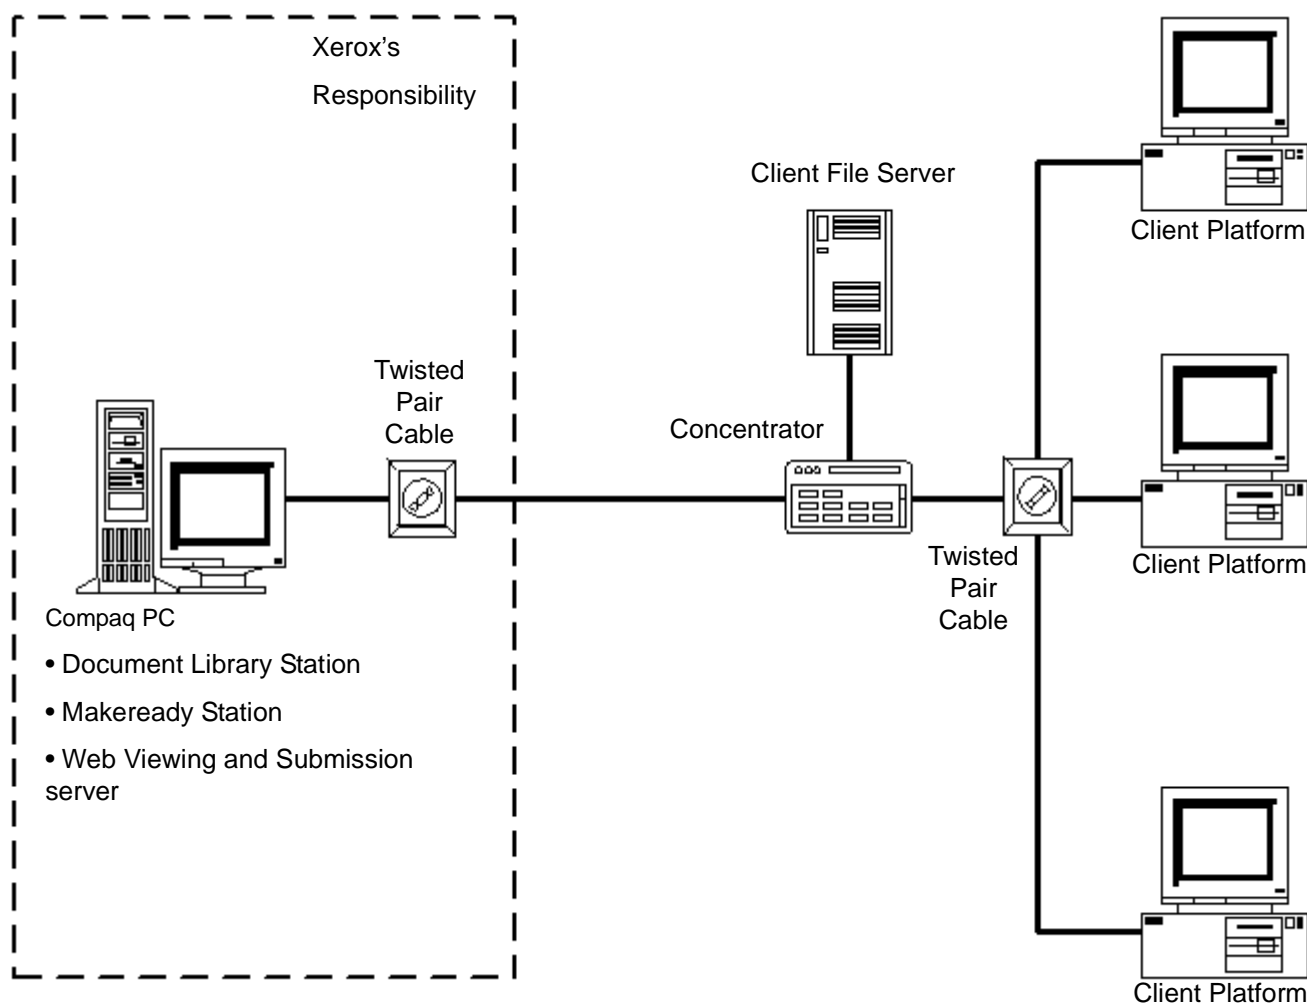 Xerox's
Responsibility
Client File Server
Client Platform
Twisted
Pair
Cable
Concentrator
Twisted
Pair
Cable
Client Platform
Compaq PC
• Document Library Station
• Makeready Station
• Web Viewing and Submission
server
Client Platform